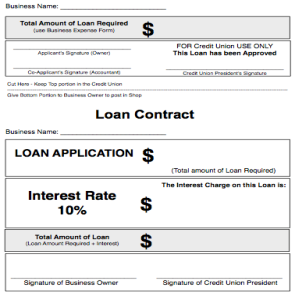 Business Name:
Total Amount of Loan Required
(use Business Expense Form)
$
Applicant's Signature (Owner)
FOR Credit Union USE ONLY
This Loan has been Approved
Co-Applicant's Signature (Accountant)
Credit Union President's Signature
Cut Here - Keep Top portion in the Credit Union
Give Bottom Portion to Business Owner to post in Shop
Loan Contract
Business Name:
LOAN APPLICATION $
(Total amount of Loan Required)
The Interest Charge on this Loan is:
Interest Rate
10%
$
Total Amount of Loan
(Loan Amount Required + Interest)
$
Signature of Business Owner
Signature of Credit Union President